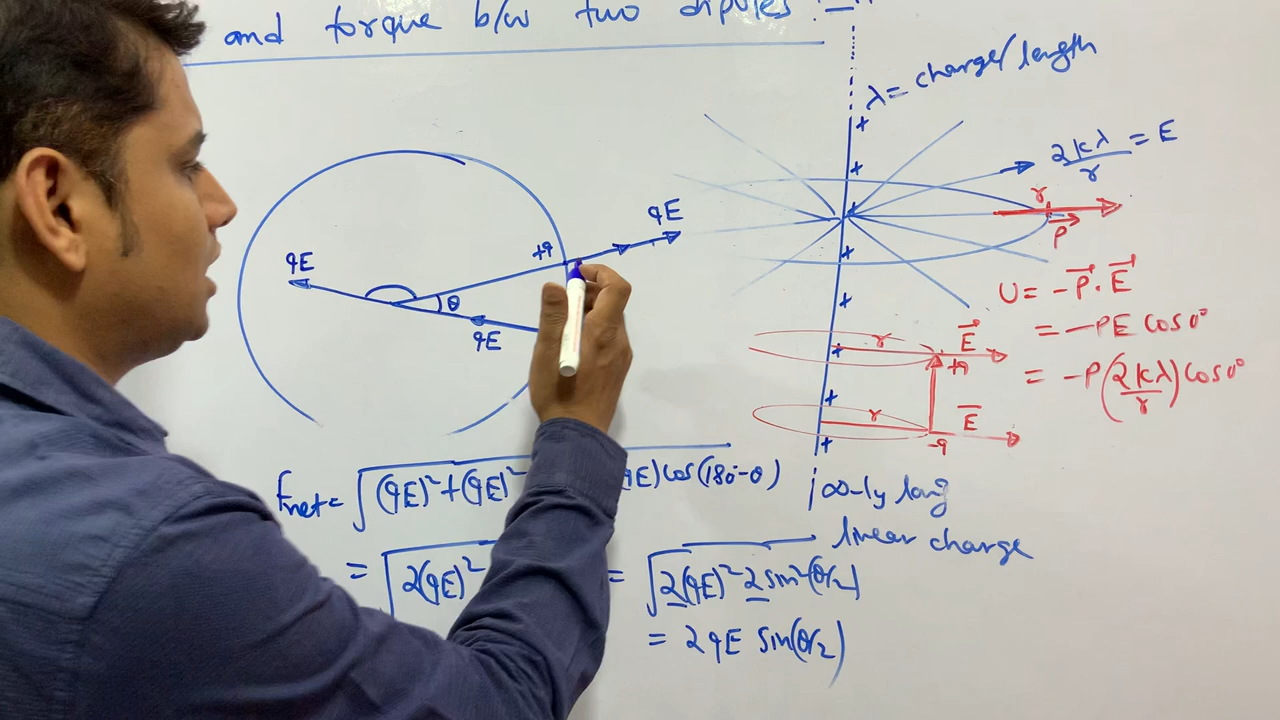 and torque b/w two dipoles :-
λ = charge/length
2kλ/r = E
r
P⃗
+q
qE
qE
θ
qE
U = -P⃗.E⃗
= -PE cos0°
= -P(2kλ/r)cos0°
r
E⃗
+q
r
E⃗
-q
Fnet = √(qE)²+(qE)² qE)cos(180-θ)
∞-ly long
linear charge
= √2(qE)²
= √2(qE)² 2 sin²(θ/2)
= 2qE sin(θ/2)